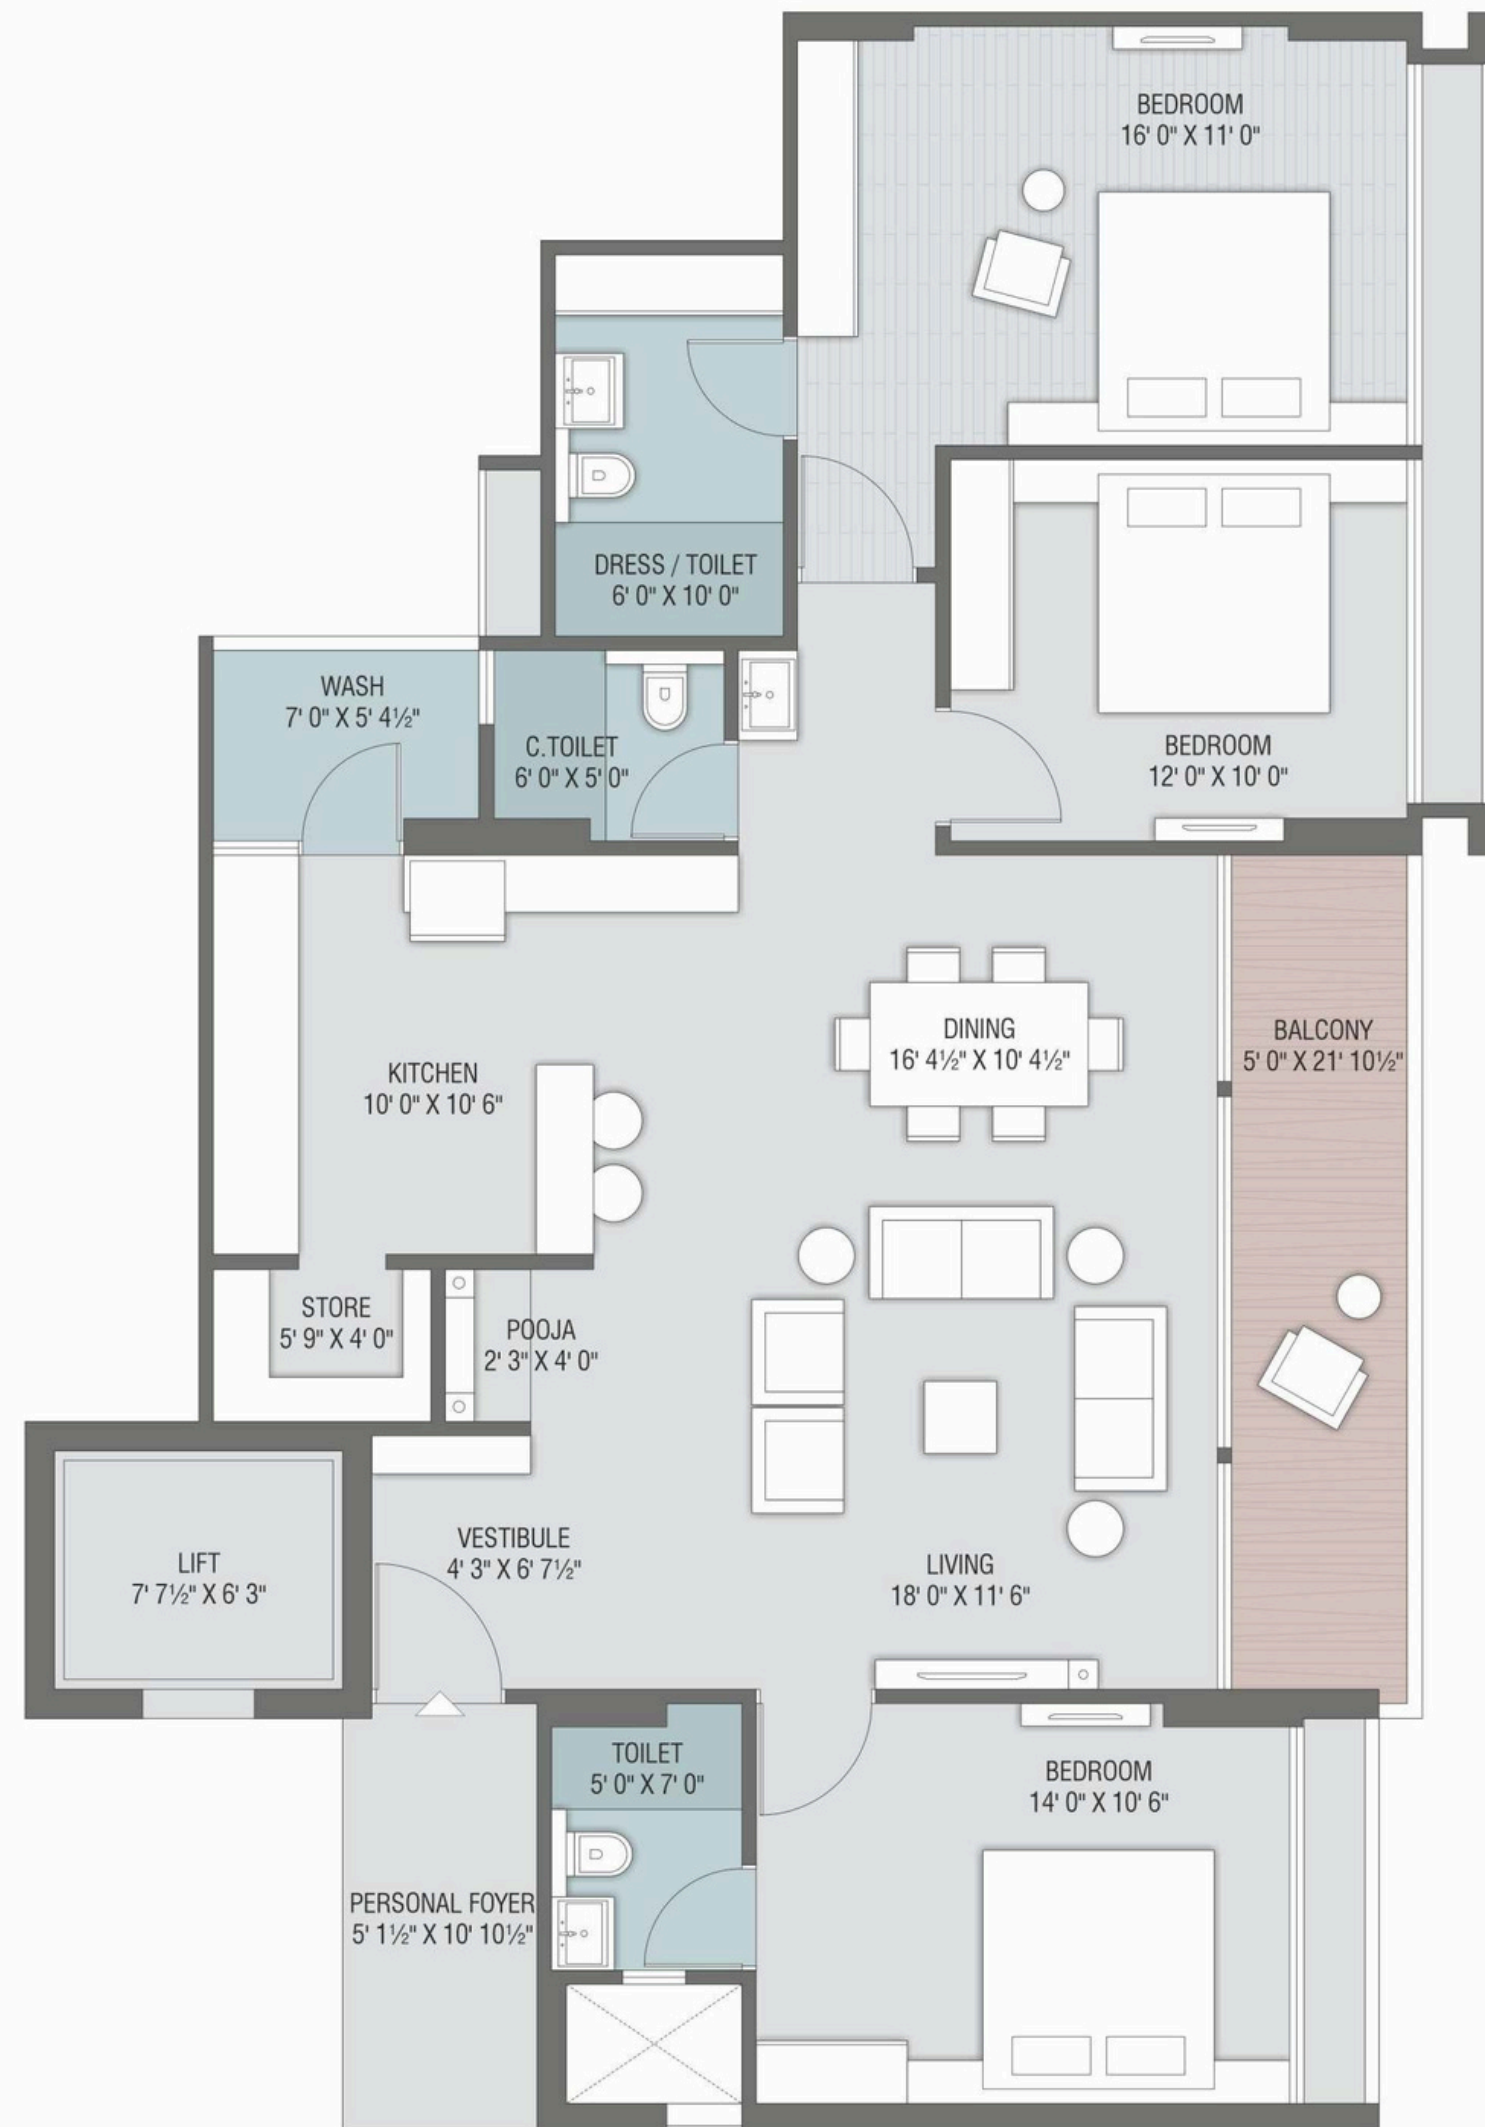 BEDROOM
16' 0" X 11' 0"
DRESS / TOILET
6' 0" X 10' 0"
WASH
7' 0" X 5' 4½"
C.TOILET
6' 0" X 5' 0"
BEDROOM
12' 0" X 10' 0"
DINING
16' 4½" X 10' 4½"
BALCONY
5' 0" X 21' 10½"
KITCHEN
10' 0" X 10' 6"
STORE
5' 9" X 4' 0"
POOJA
2' 3" X 4' 0"
VESTIBULE
4' 3" X 6' 7½"
LIFT
7' 7½" X 6' 3"
LIVING
18' 0" X 11' 6"
TOILET
5' 0" X 7' 0"
BEDROOM
14' 0" X 10' 6"
PERSONAL FOYER
5' 1½" X 10' 10½"